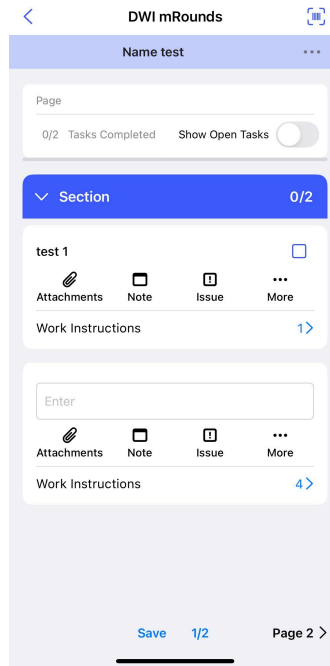 DWI mRounds
Name test
Page
0/2 Tasks Completed Show Open Tasks
Section 0/2
test 1
Attachments Note Issue More
Work Instructions 1
Enter
Attachments Note Issue More
Work Instructions 4
Save 1/2 Page 2